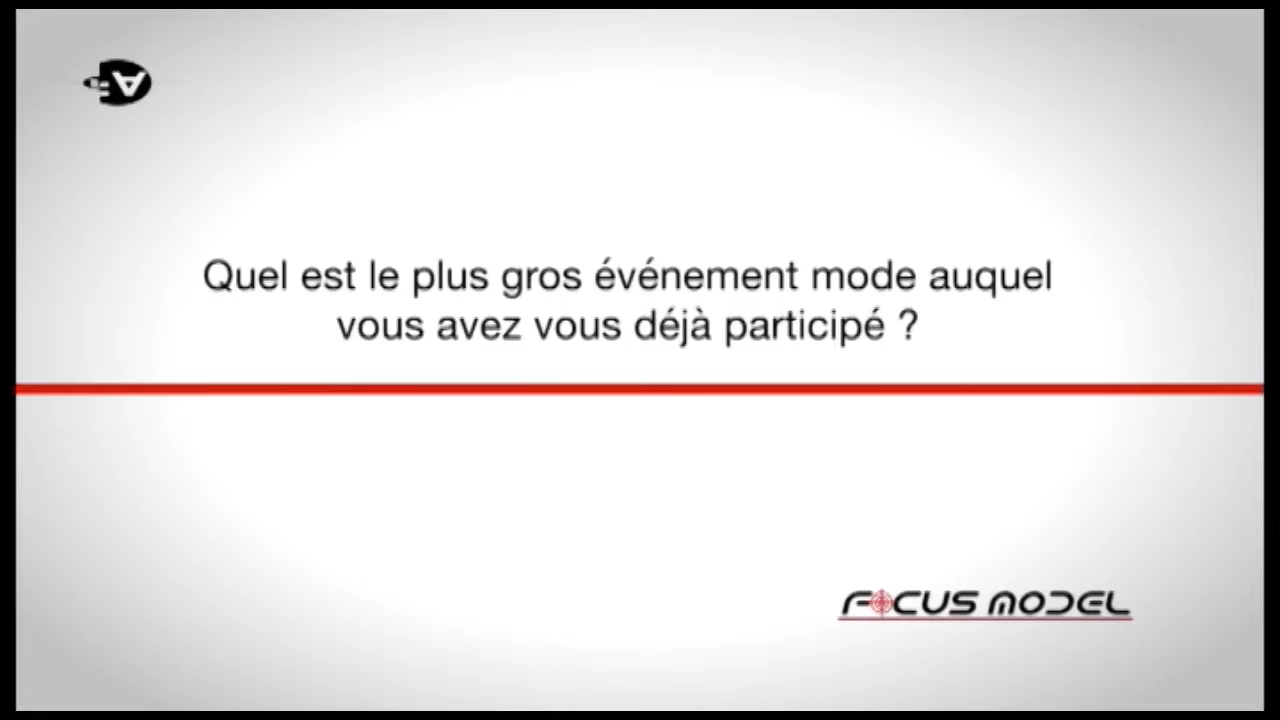 Quel est le plus gros événement mode auquel
vous avez vous déjà participé ?
FOCUS MODEL